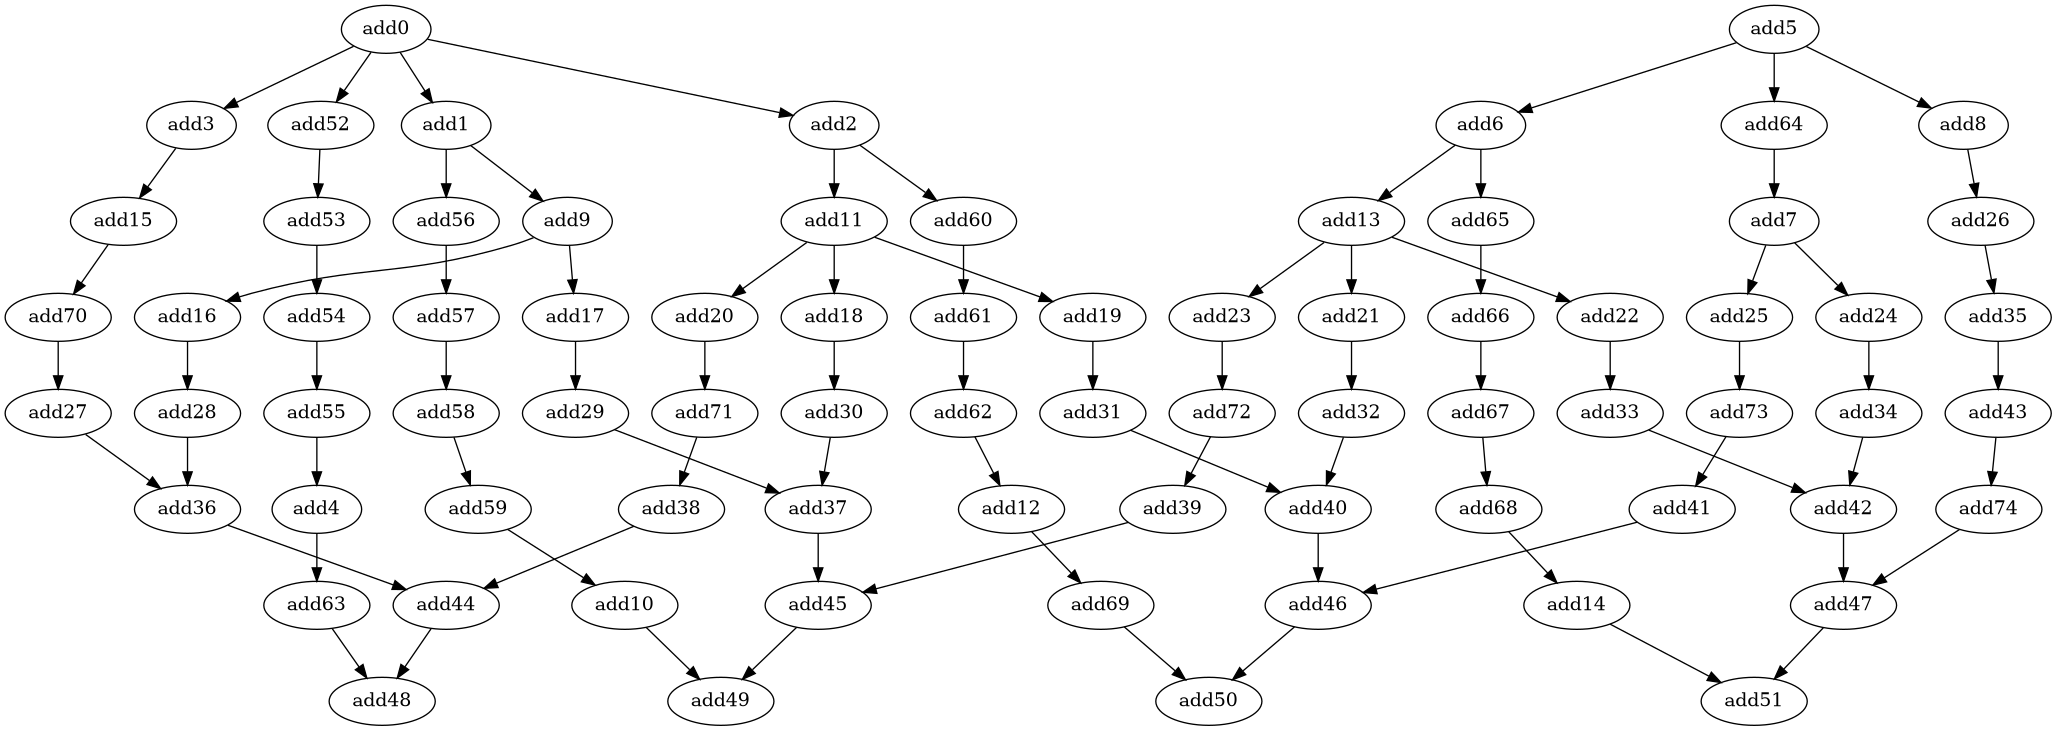 add0 add5
add3 add52 add1 add2 add6 add64 add8
add15 add53 add56 add9 add11 add60 add13 add65 add7 add26
add70 add16 add54 add57 add17 add20 add18 add61 add19 add23 add21 add66 add22 add25 add24 add35
add27 add28 add55 add58 add29 add71 add30 add62 add31 add72 add32 add67 add33 add73 add34 add43
add36 add4 add59 add38 add37 add12 add39 add40 add68 add41 add42 add74
add63 add44 add10 add45 add69 add46 add14 add47
add48 add49 add50 add51